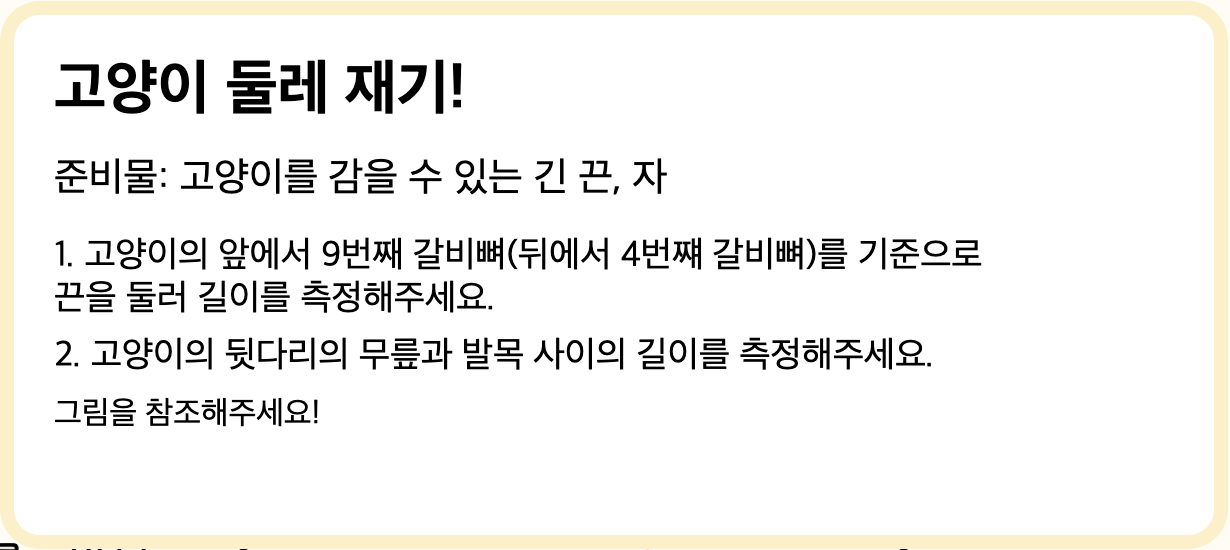 고양이 둘레 재기!
준비물: 고양이를 감을 수 있는 긴 끈, 자
1. 고양이의 앞에서 9번째 갈비뼈(뒤에서 4번쨰 갈비뼈)를 기준으로
끈을 둘러 길이를 측정해주세요.
2. 고양이의 뒷다리의 무릎과 발목 사이의 길이를 측정해주세요.
그림을 참조해주세요!